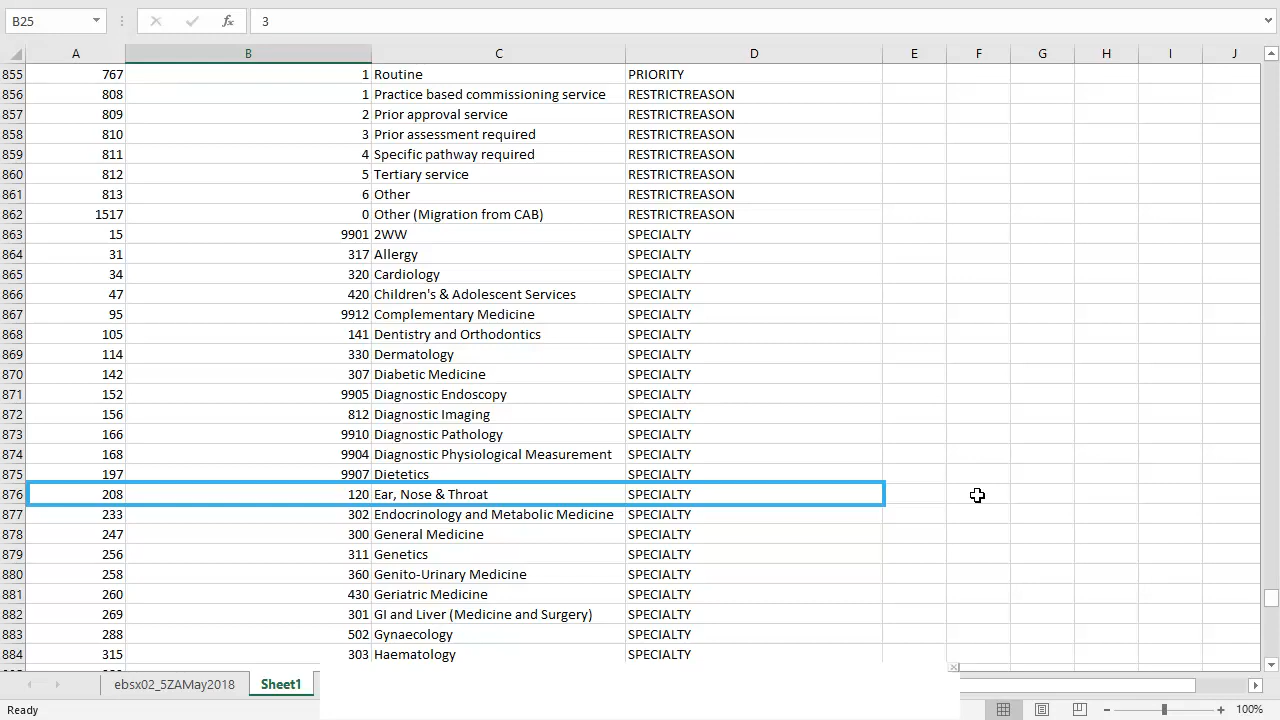 B25 fx 3
A B C D E F G H I J
855 767 1 Routine PRIORITY
856 808 1 Practice based commissioning service RESTRICTREASON
857 809 2 Prior approval service RESTRICTREASON
858 810 3 Prior assessment required RESTRICTREASON
859 811 4 Specific pathway required RESTRICTREASON
860 812 5 Tertiary service RESTRICTREASON
861 813 6 Other RESTRICTREASON
862 1517 0 Other (Migration from CAB) RESTRICTREASON
863 15 9901 2WW SPECIALTY
864 31 317 Allergy SPECIALTY
865 34 320 Cardiology SPECIALTY
866 47 420 Children's & Adolescent Services SPECIALTY
867 95 9912 Complementary Medicine SPECIALTY
868 105 141 Dentistry and Orthodontics SPECIALTY
869 114 330 Dermatology SPECIALTY
870 142 307 Diabetic Medicine SPECIALTY
871 152 9905 Diagnostic Endoscopy SPECIALTY
872 156 812 Diagnostic Imaging SPECIALTY
873 166 9910 Diagnostic Pathology SPECIALTY
874 168 9904 Diagnostic Physiological Measurement SPECIALTY
875 197 9907 Dietetics SPECIALTY
876 208 120 Ear, Nose & Throat SPECIALTY
877 233 302 Endocrinology and Metabolic Medicine SPECIALTY
878 247 300 General Medicine SPECIALTY
879 256 311 Genetics SPECIALTY
880 258 360 Genito-Urinary Medicine SPECIALTY
881 260 430 Geriatric Medicine SPECIALTY
882 269 301 GI and Liver (Medicine and Surgery) SPECIALTY
883 288 502 Gynaecology SPECIALTY
884 315 303 Haematology SPECIALTY
ebsx02_5ZAMay2018 Sheet1
Ready 100%